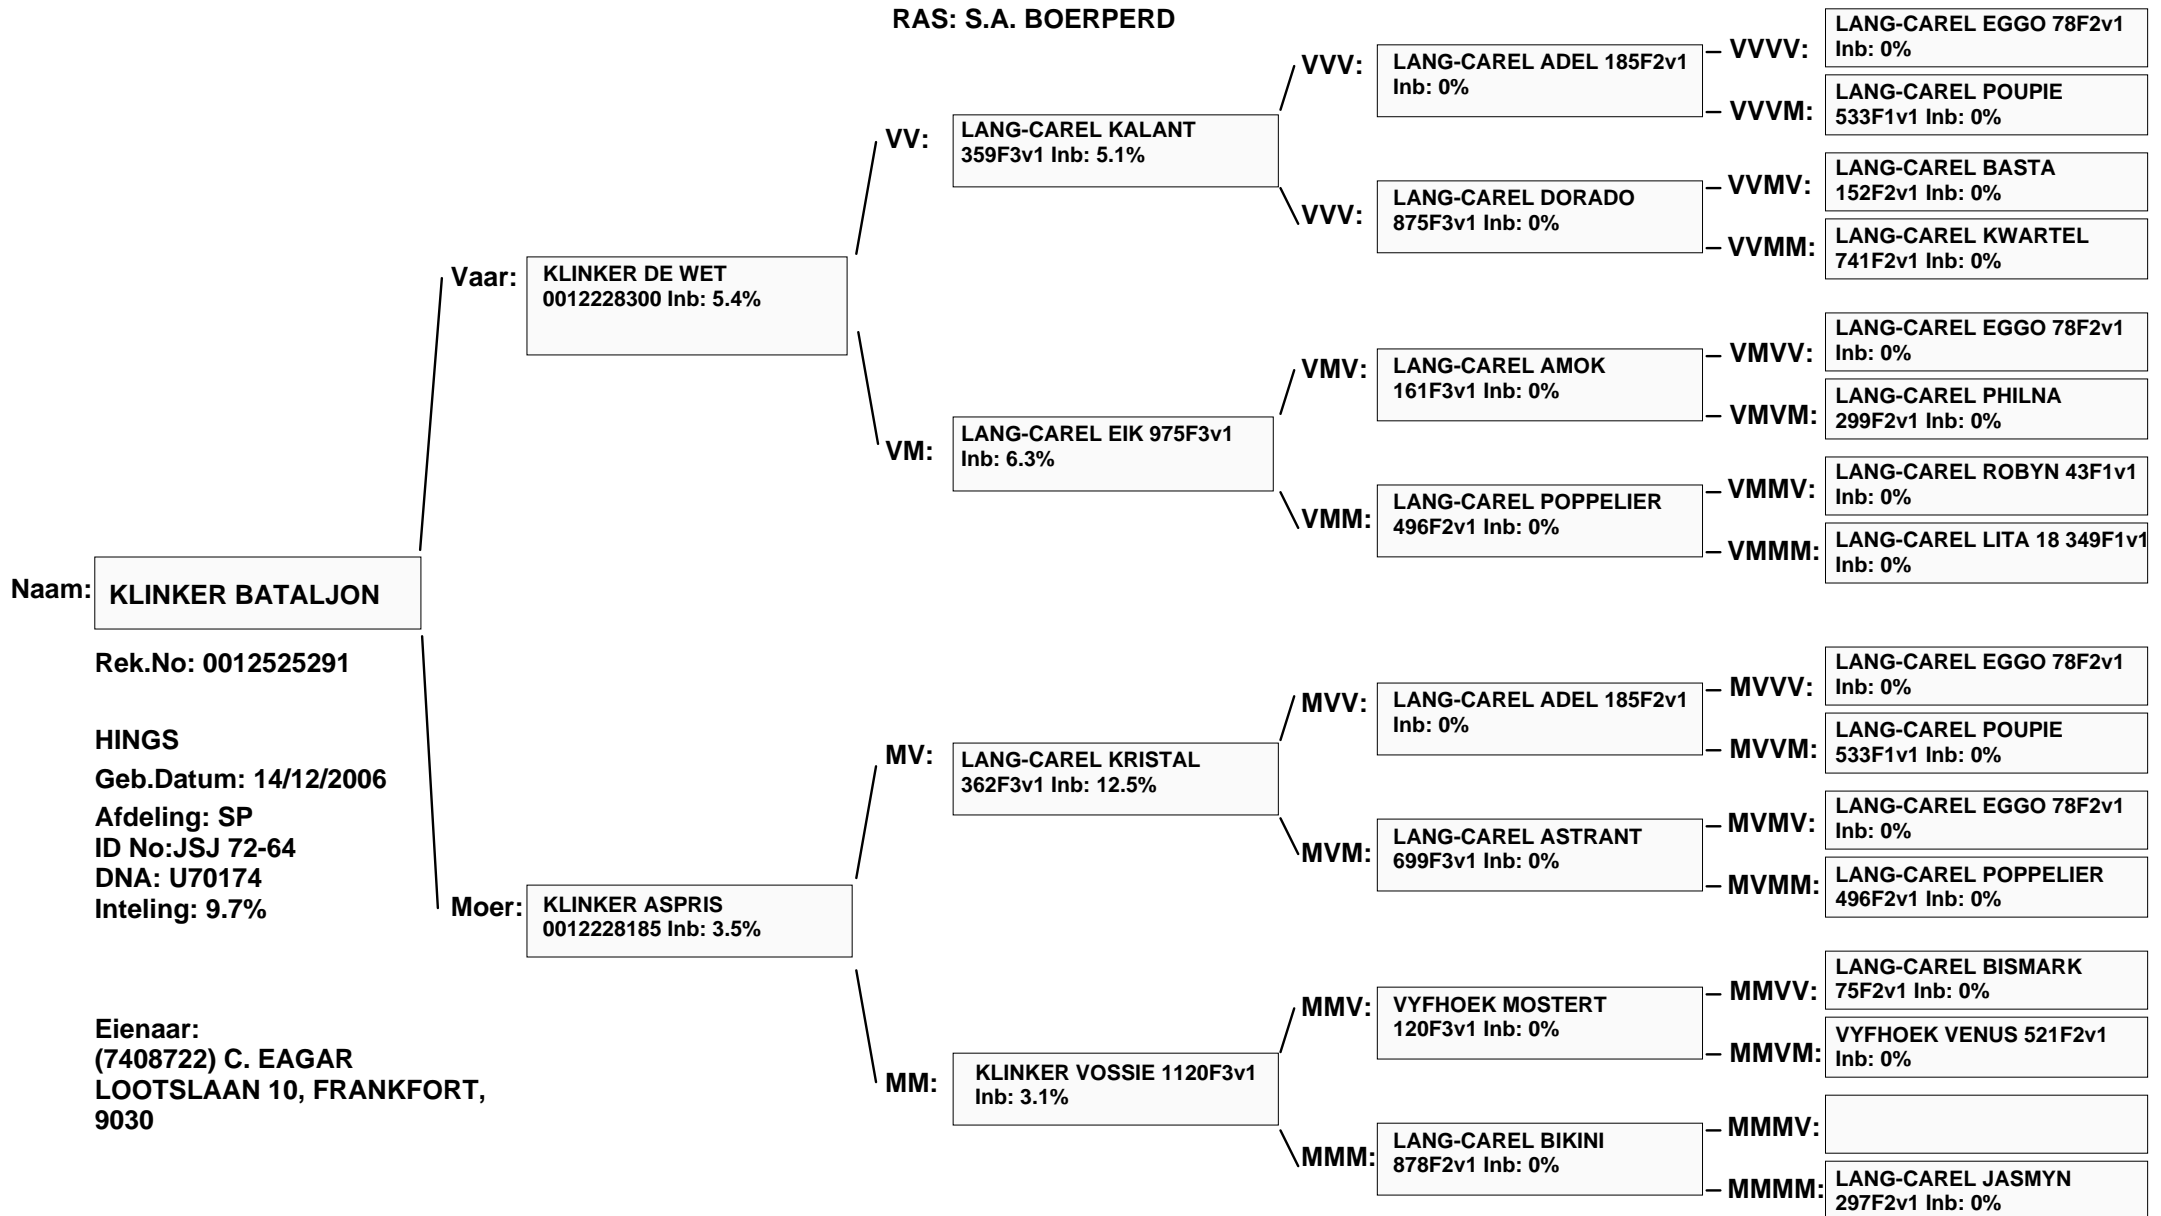 RAS: S.A. BOERPERD
Naam:
KLINKER BATALJON
Rek.No: 0012525291
HINGS
Geb.Datum: 14/12/2006
Afdeling: SP
ID No:JSJ 72-64
DNA: U70174
Inteling: 9.7%
Eienaar:
(7408722) C. EAGAR
LOOTSLAAN 10, FRANKFORT,
9030
Vaar:
KLINKER DE WET
0012228300 Inb: 5.4%
Moer:
KLINKER ASPRIS
0012228185 Inb: 3.5%
VV:
LANG-CAREL KALANT
359F3v1 Inb: 5.1%
VM:
LANG-CAREL EIK 975F3v1
Inb: 6.3%
MV:
LANG-CAREL KRISTAL
362F3v1 Inb: 12.5%
MM:
KLINKER VOSSIE 1120F3v1
Inb: 3.1%
VVV:
LANG-CAREL ADEL 185F2v1
Inb: 0%
VVV:
LANG-CAREL DORADO
875F3v1 Inb: 0%
VMV:
LANG-CAREL AMOK
161F3v1 Inb: 0%
VMM:
LANG-CAREL POPPELIER
496F2v1 Inb: 0%
MVV:
LANG-CAREL ADEL 185F2v1
Inb: 0%
MVM:
LANG-CAREL ASTRANT
699F3v1 Inb: 0%
MMV:
VYFHOEK MOSTERT
120F3v1 Inb: 0%
MMM:
LANG-CAREL BIKINI
878F2v1 Inb: 0%
VVVV:
LANG-CAREL EGGO 78F2v1
Inb: 0%
VVVM:
LANG-CAREL POUPIE
533F1v1 Inb: 0%
VVMV:
LANG-CAREL BASTA
152F2v1 Inb: 0%
VVMM:
LANG-CAREL KWARTEL
741F2v1 Inb: 0%
VMVV:
LANG-CAREL EGGO 78F2v1
Inb: 0%
VMVM:
LANG-CAREL PHILNA
299F2v1 Inb: 0%
VMMV:
LANG-CAREL ROBYN 43F1v1
Inb: 0%
VMMM:
LANG-CAREL LITA 18 349F1v1
Inb: 0%
MVVV:
LANG-CAREL EGGO 78F2v1
Inb: 0%
MVVM:
LANG-CAREL POUPIE
533F1v1 Inb: 0%
MVMV:
LANG-CAREL EGGO 78F2v1
Inb: 0%
MVMM:
LANG-CAREL POPPELIER
496F2v1 Inb: 0%
MMVV:
LANG-CAREL BISMARK
75F2v1 Inb: 0%
MMVM:
VYFHOEK VENUS 521F2v1
Inb: 0%
MMMV:
MMMM:
LANG-CAREL JASMYN
297F2v1 Inb: 0%